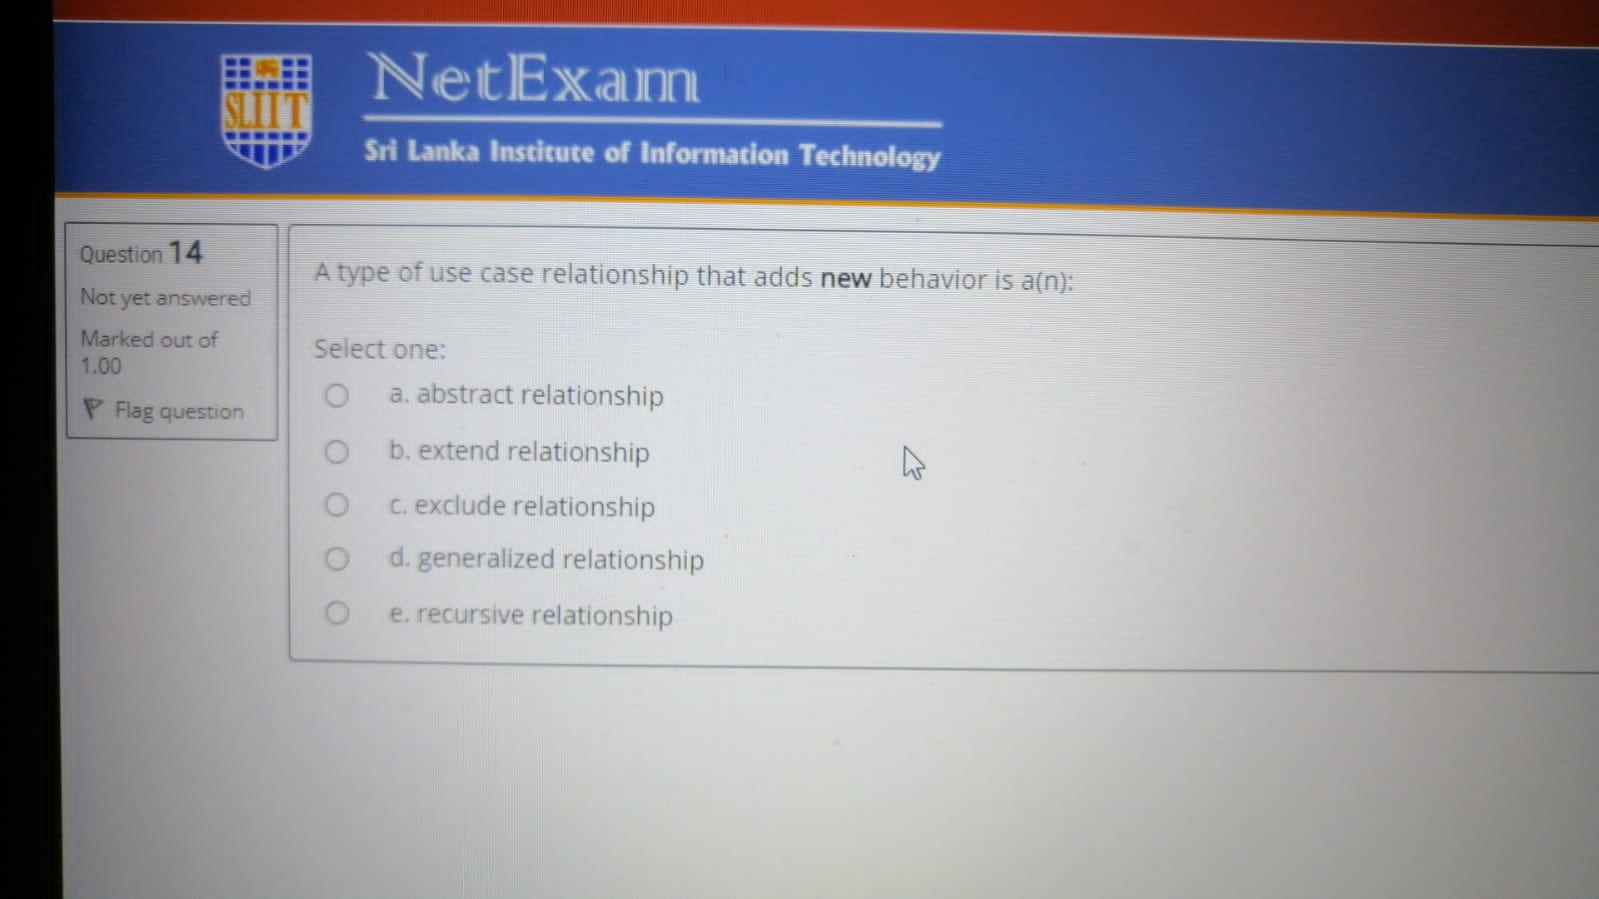 SLIIT
NetExam
Sri Lanka Institute of Information Technology
Question 14
Not yet answered
Marked out of
1.00
Flag question
A type of use case relationship that adds new behavior is a(n):
Select one:
a. abstract relationship
b. extend relationship
c. exclude relationship
d. generalized relationship
e. recursive relationship